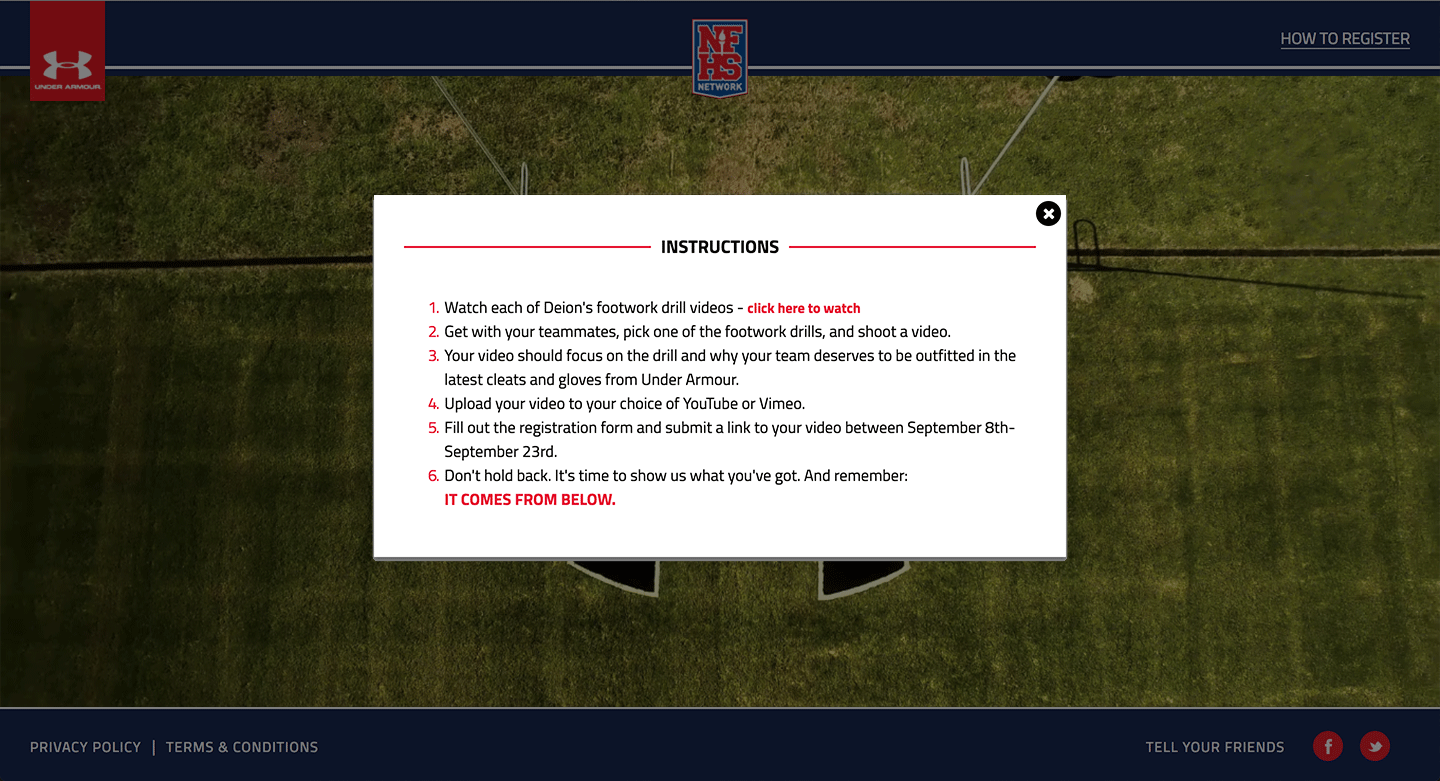 UNDER ARMOUR
NF
HS
NETWORK
HOW TO REGISTER
INSTRUCTIONS
1. Watch each of Deion's footwork drill videos - click here to watch
2. Get with your teammates, pick one of the footwork drills, and shoot a video.
3. Your video should focus on the drill and why your team deserves to be outfitted in the
latest cleats and gloves from Under Armour.
4. Upload your video to your choice of YouTube or Vimeo.
5. Fill out the registration form and submit a link to your video between September 8th-
September 23rd.
6. Don't hold back. It's time to show us what you've got. And remember:
IT COMES FROM BELOW.
PRIVACY POLICY | TERMS & CONDITIONS
TELL YOUR FRIENDS